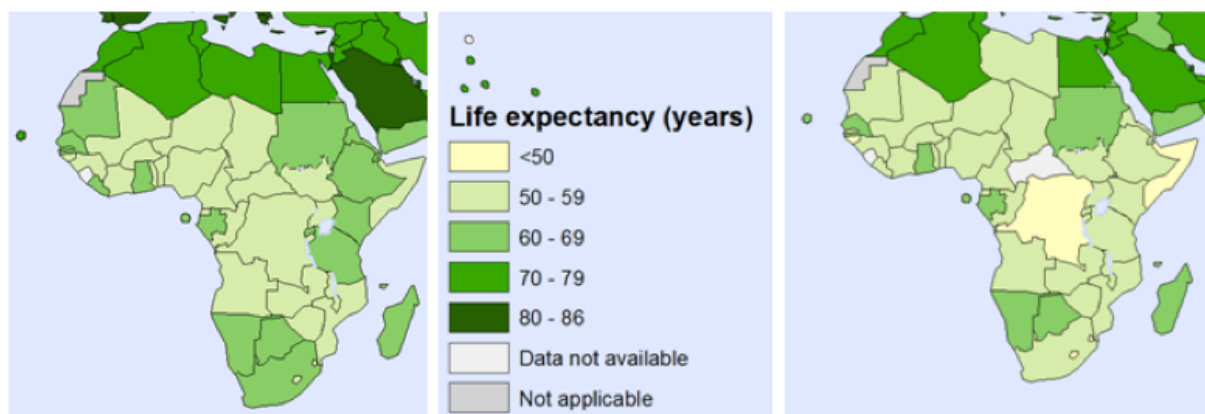 Life expectancy (years)
<50
50 - 59
60 - 69
70 - 79
80 - 86
Data not available
Not applicable